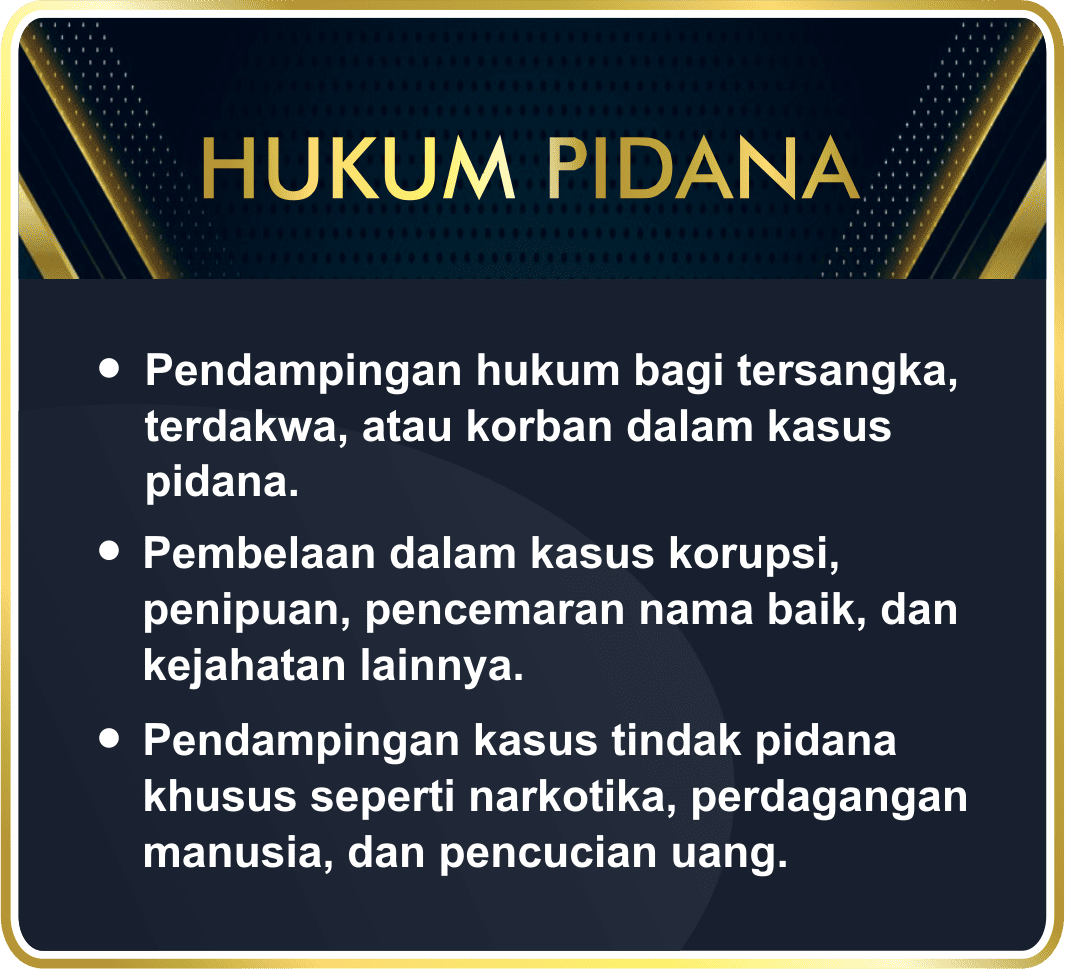 HUKUM PIDANA
• Pendampingan hukum bagi tersangka,
terdakwa, atau korban dalam kasus
pidana.
• Pembelaan dalam kasus korupsi,
penipuan, pencemaran nama baik, dan
kejahatan lainnya.
• Pendampingan kasus tindak pidana
khusus seperti narkotika, perdagangan
manusia, dan pencucian uang.